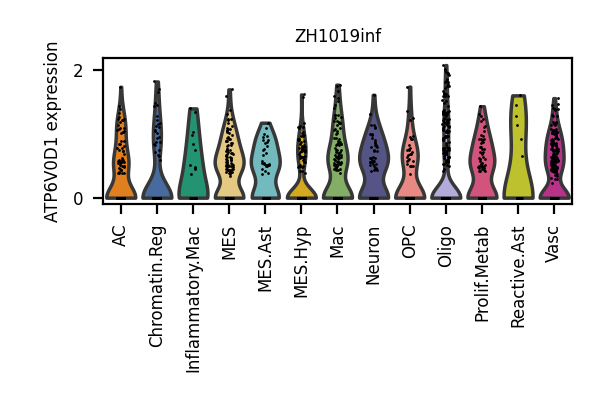 ZH1019inf
ATP6V0D1 expression
2
0
AC
Chromatin.Reg
Inflammatory.Mac
MES
MES.Ast
MES.Hyp
Mac
Neuron
OPC
Oligo
Prolif.Metab
Reactive.Ast
Vasc